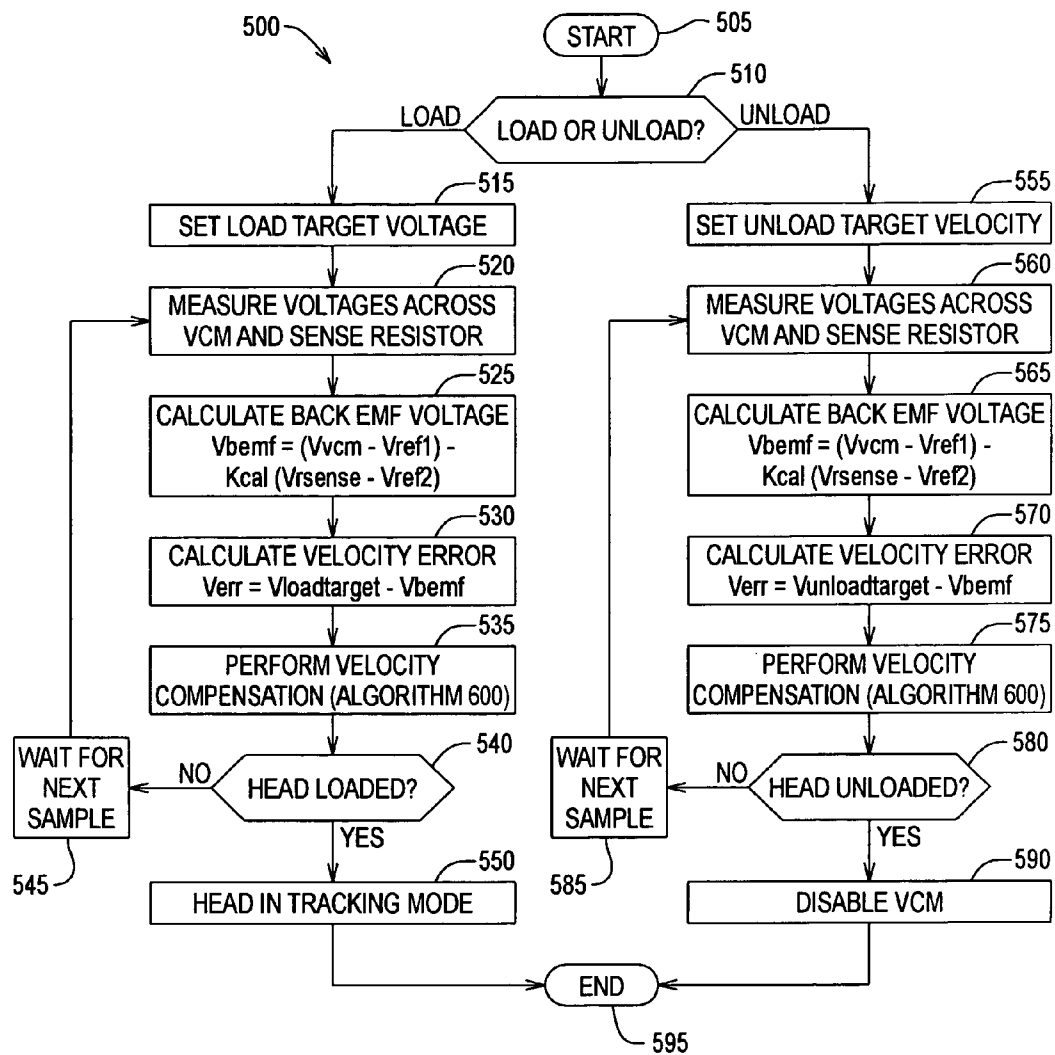 500
START
505
510
LOAD
LOAD OR UNLOAD?
UNLOAD
515
SET LOAD TARGET VOLTAGE
520
MEASURE VOLTAGES ACROSS
VCM AND SENSE RESISTOR
525
CALCULATE BACK EMF VOLTAGE
Vbemf = (Vvcm - Vref1) -
Kcal (Vrsense - Vref2)
530
CALCULATE VELOCITY ERROR
Verr = Vloadtarget - Vbemf
535
PERFORM VELOCITY
COMPENSATION (ALGORITHM 600)
540
HEAD LOADED?
NO
WAIT FOR
NEXT
SAMPLE
545
YES
550
HEAD IN TRACKING MODE
555
SET UNLOAD TARGET VELOCITY
560
MEASURE VOLTAGES ACROSS
VCM AND SENSE RESISTOR
565
CALCULATE BACK EMF VOLTAGE
Vbemf = (Vvcm - Vref1) -
Kcal (Vrsense - Vref2)
570
CALCULATE VELOCITY ERROR
Verr = Vunloadtarget - Vbemf
575
PERFORM VELOCITY
COMPENSATION (ALGORITHM 600)
580
HEAD UNLOADED?
NO
WAIT FOR
NEXT
SAMPLE
585
YES
590
DISABLE VCM
END
595